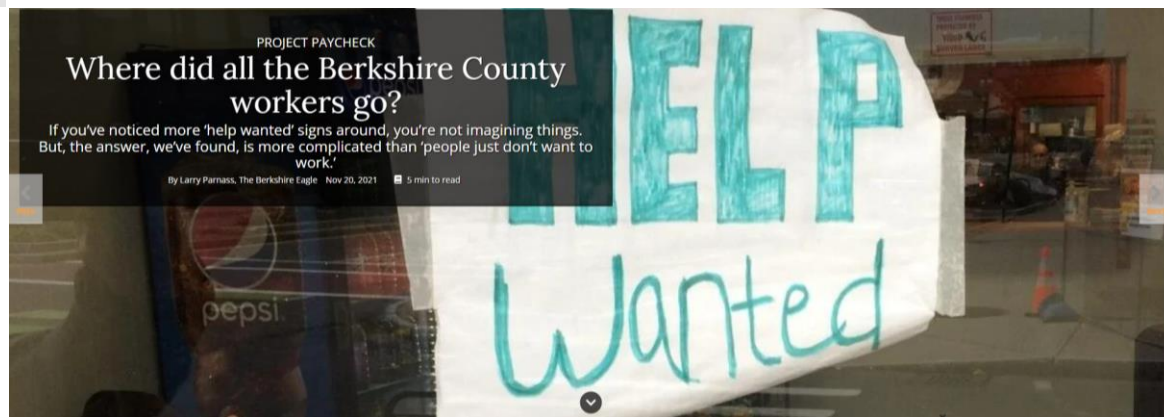 PROJECT PAYCHECK
Where did all the Berkshire County
workers go?
If you've noticed more ‘help wanted’ signs around, you're not imagining things.
But, the answer, we've found, is more complicated than ‘people just don't want to
work.’
By Larry Parnass, The Berkshire Eagle Nov 20, 2021 5 min to read
HELP
Wanted
pepsi